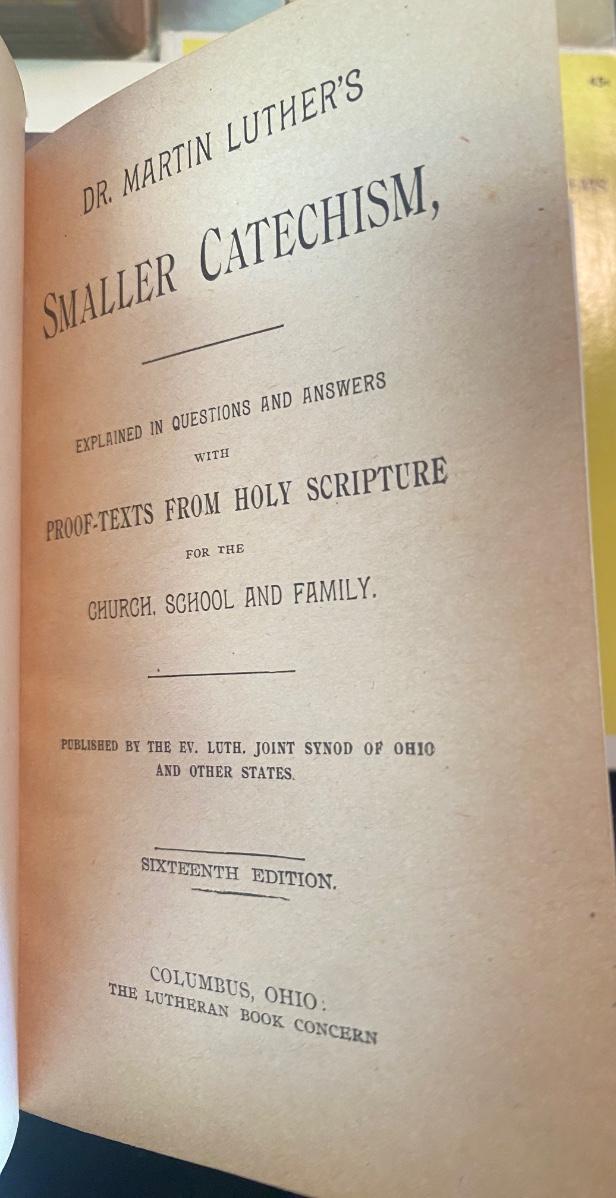 DR. MARTIN LUTHER'S
SMALLER CATECHISM,
EXPLAINED IN QUESTIONS AND ANSWERS
WITH
PROOF-TEXTS FROM HOLY SCRIPTURE
FOR THE
CHURCH, SCHOOL AND FAMILY.
PUBLISHED BY THE EV. LUTH. JOINT SYNOD OF OHIO
AND OTHER STATES.
SIXTEENTH EDITION.
COLUMBUS, OHIO:
THE LUTHERAN BOOK CONCERN